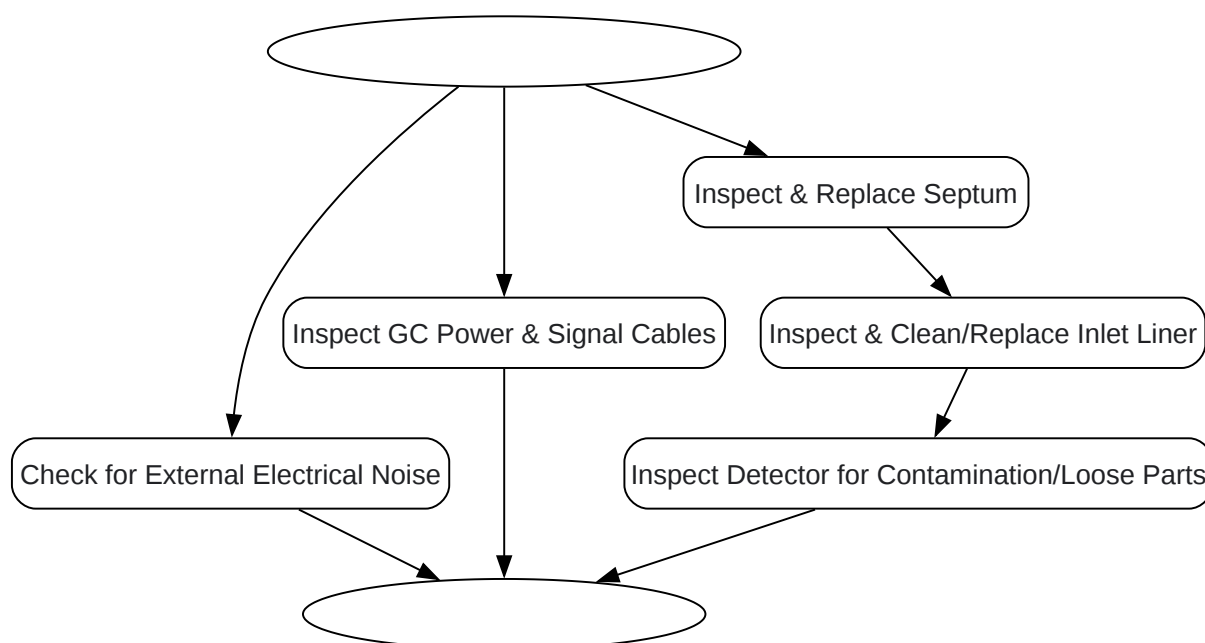 Inspect & Replace Septum
Inspect GC Power & Signal Cables
Inspect & Clean/Replace Inlet Liner
Check for External Electrical Noise
Inspect Detector for Contamination/Loose Parts